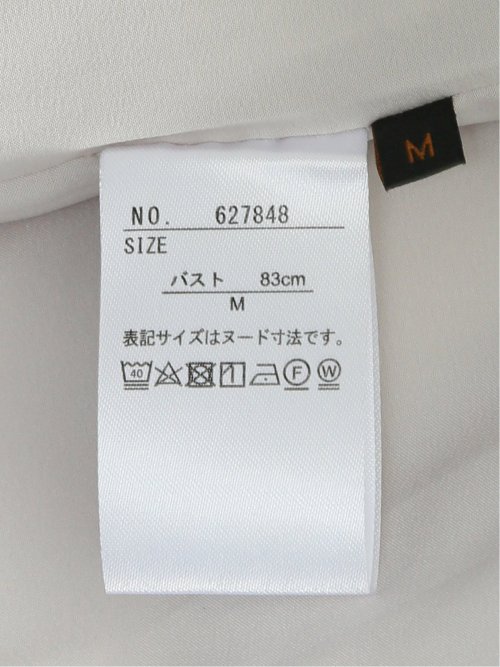 M
NO. 627848
SIZE
バスト 83cm
M
表記サイズはヌード寸法です。
40 F W